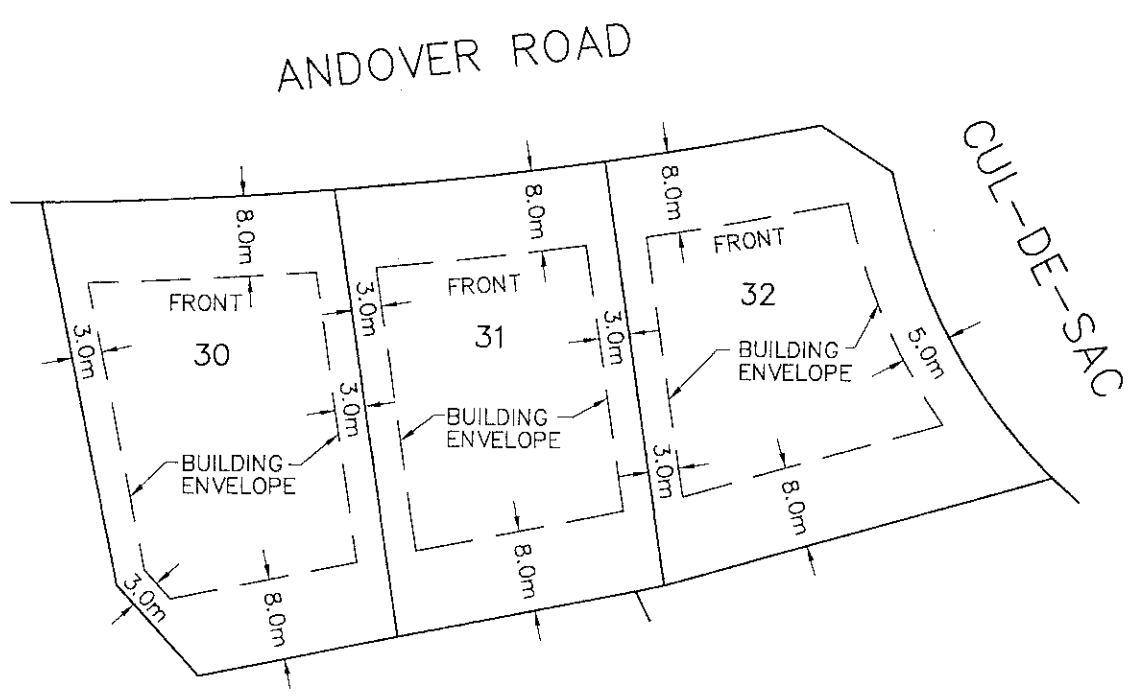 ANDOVER ROAD
CUL-DE-SAC
8.0m
8.0m
8.0m
FRONT
30
3.0m
3.0m
BUILDING
ENVELOPE
3.0m
8.0m
3.0m
FRONT
31
3.0m
BUILDING
ENVELOPE
8.0m
FRONT
32
5.0m
BUILDING
ENVELOPE
3.0m
8.0m